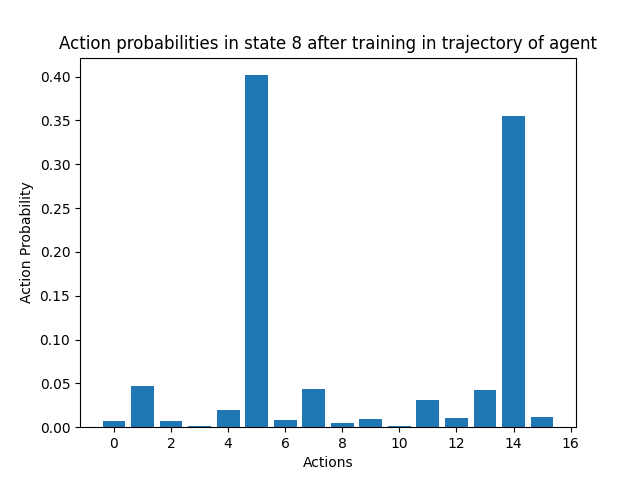 Action probabilities in state 8 after training in trajectory of agent
0.40
0.35
0.30
0.25
0.20
0.15
0.10
0.05
0.00
Action Probability
0 2 4 6 8 10 12 14 16
Actions